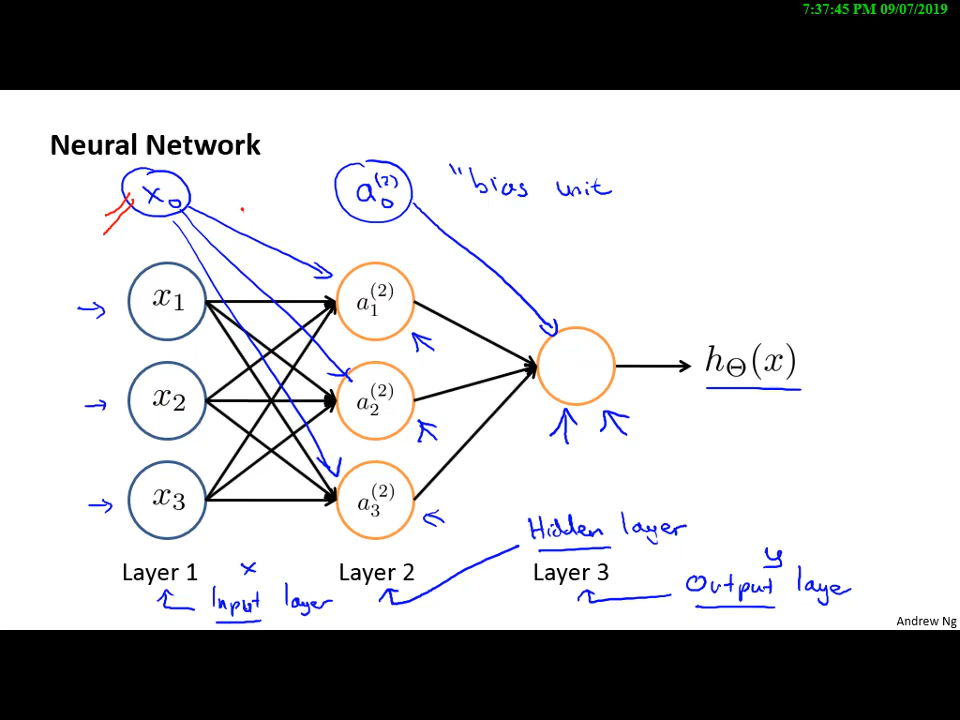 7:37:45 PM 09/07/2019
Neural Network
x₀ a₀⁽²⁾ "bias unit
x₁ a₁⁽²⁾
h_Θ(x)
x₂ a₂⁽²⁾
x₃ a₃⁽²⁾
Hidden layer
Layer 1 x Layer 2 Layer 3 y
Input layer Output layer
Andrew Ng